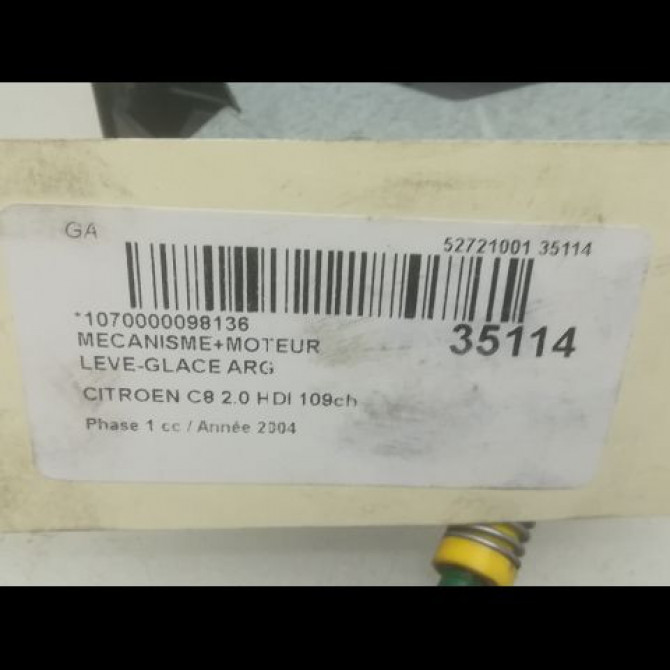 GA
52721001 35114
*1070000098136
35114
MECANISME+MOTEUR
LEVE-GLACE ARG
CITROEN C8 2.0 HDI 109ch
Phase 1 cc / Année 2004